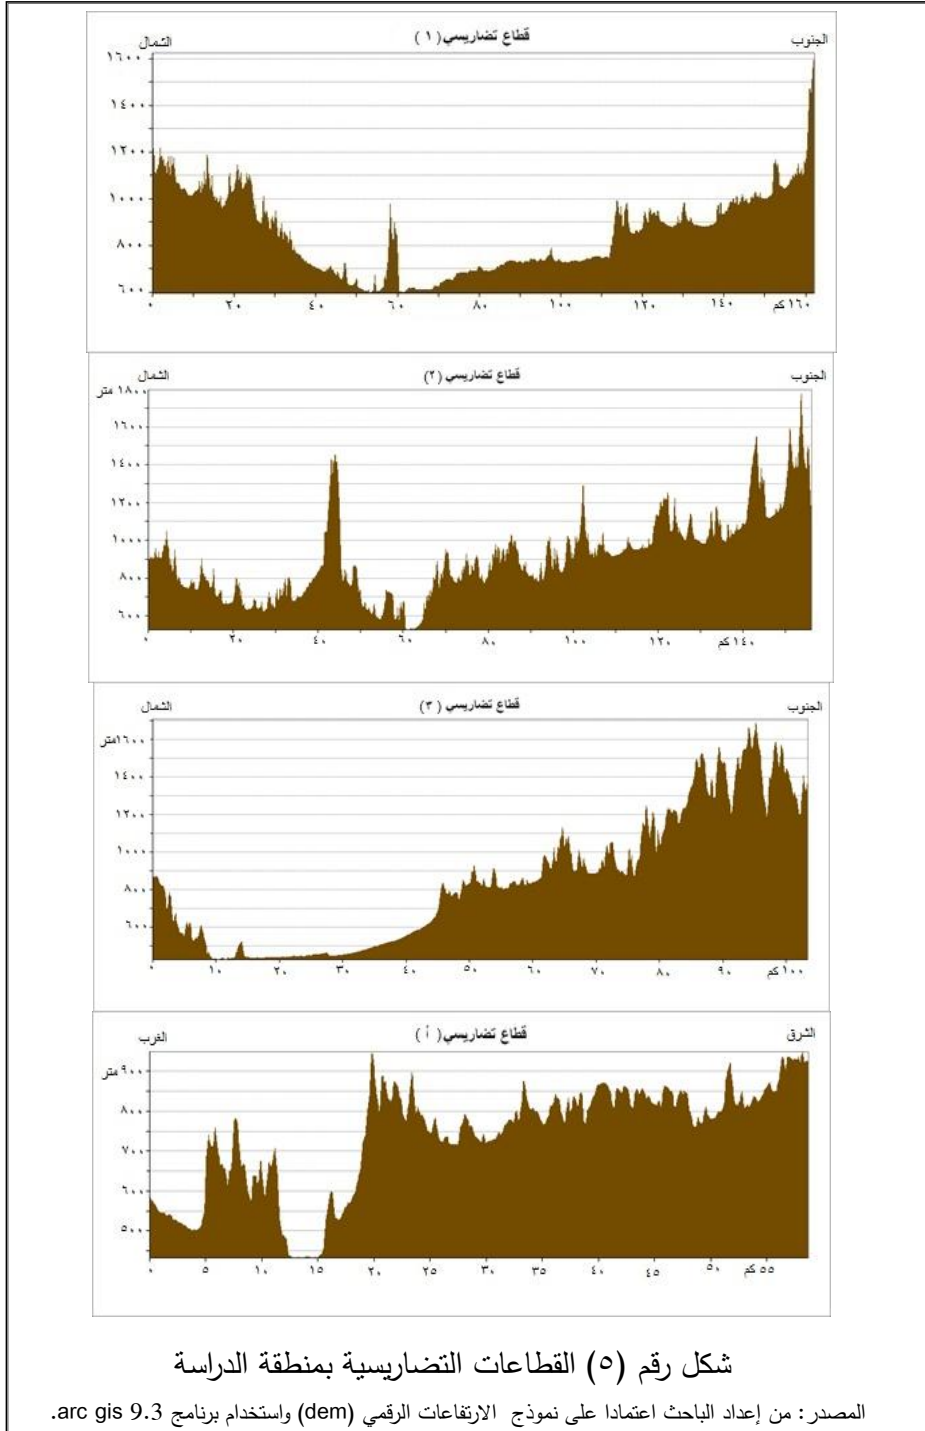 قطاع تضاريسي (١)
الشمال
الجنوب
١٦٠٠
١٤٠٠
١٢٠٠
١٠٠٠
٨٠٠
٦٠٠
٠ ٢٠ ٤٠ ٦٠ ٨٠ ١٠٠ ١٢٠ ١٤٠ ١٦٠ كم
قطاع تضاريسي (٢)
الشمال
الجنوب
١٨٠٠ متر
١٦٠٠
١٤٠٠
١٢٠٠
١٠٠٠
٨٠٠
٦٠٠
٠ ٢٠ ٤٠ ٦٠ ٨٠ ١٠٠ ١٢٠ ١٤٠ كم
قطاع تضاريسي (٣)
الشمال
الجنوب
١٦٠٠متر
١٤٠٠
١٢٠٠
١٠٠٠
٨٠٠
٦٠٠
٠ ١٠ ٢٠ ٣٠ ٤٠ ٥٠ ٦٠ ٧٠ ٨٠ ٩٠ ١٠٠ كم
قطاع تضاريسي (أ)
الغرب
الشرق
٩٠٠ متر
٨٠٠
٧٠٠
٦٠٠
٥٠٠
٠ ٥ ١٠ ١٥ ٢٠ ٢٥ ٣٠ ٣٥ ٤٠ ٤٥ ٥٠ ٥٥ كم
شكل رقم (٥) القطاعات التضاريسية بمنطقة الدراسة
المصدر: من إعداد الباحث اعتمادا على نموذج الارتفاعات الرقمي (dem) واستخدام برنامج arc gis 9.3.